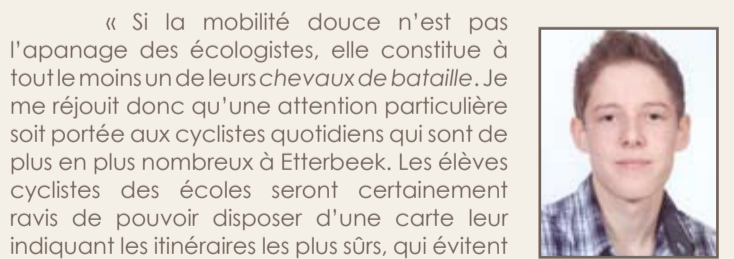 « Si la mobilité douce n’est pas
l’apanage des écologistes, elle constitue à
tout le moins un de leurs chevaux de bataille. Je
me réjouit donc qu’une attention particulière
soit portée aux cyclistes quotidiens qui sont de
plus en plus nombreux à Etterbeek. Les élèves
cyclistes des écoles seront certainement
ravis de pouvoir disposer d’une carte leur
indiquant les itinéraires les plus sûrs, qui évitent